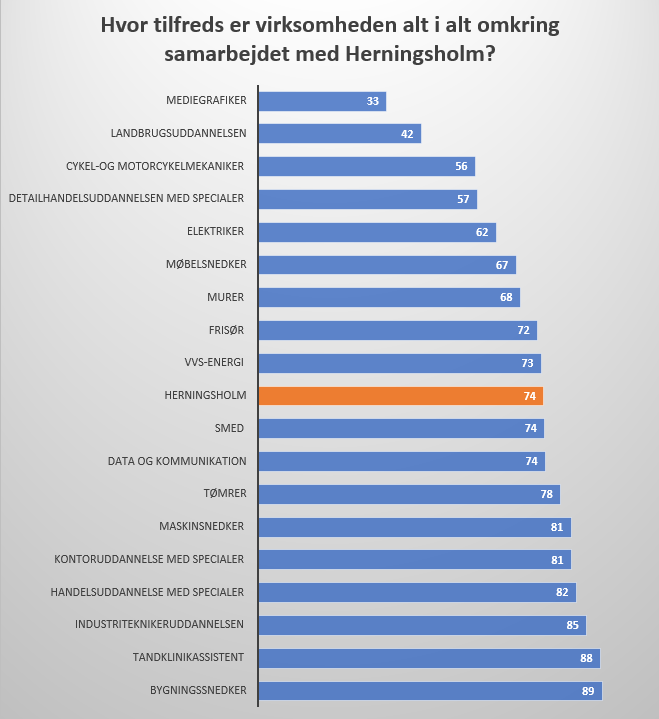 Hvor tilfreds er virksomheden alt i alt omkring
samarbejdet med Herningsholm?
MEDIEGRAFIKER 33
LANDBRUGSUDDANNELSEN 42
CYKEL-OG MOTORCYKELMEKANIKER 56
DETAILHANDELSUDDANNELSEN MED SPECIALER 57
ELEKTRIKER 62
MØBELSNEDKER 67
MURER 68
FRISØR 72
VVS-ENERGI 73
HERNINGSHOLM 74
SMED 74
DATA OG KOMMUNIKATION 74
TØMRER 78
MASKINSNEDKER 81
KONTORUDDANNELSE MED SPECIALER 81
HANDELSUDDANNELSE MED SPECIALER 82
INDUSTRITEKNIKERUDDANNELSEN 85
TANDKLINIKASSISTENT 88
BYGNINGSSNEDKER 89